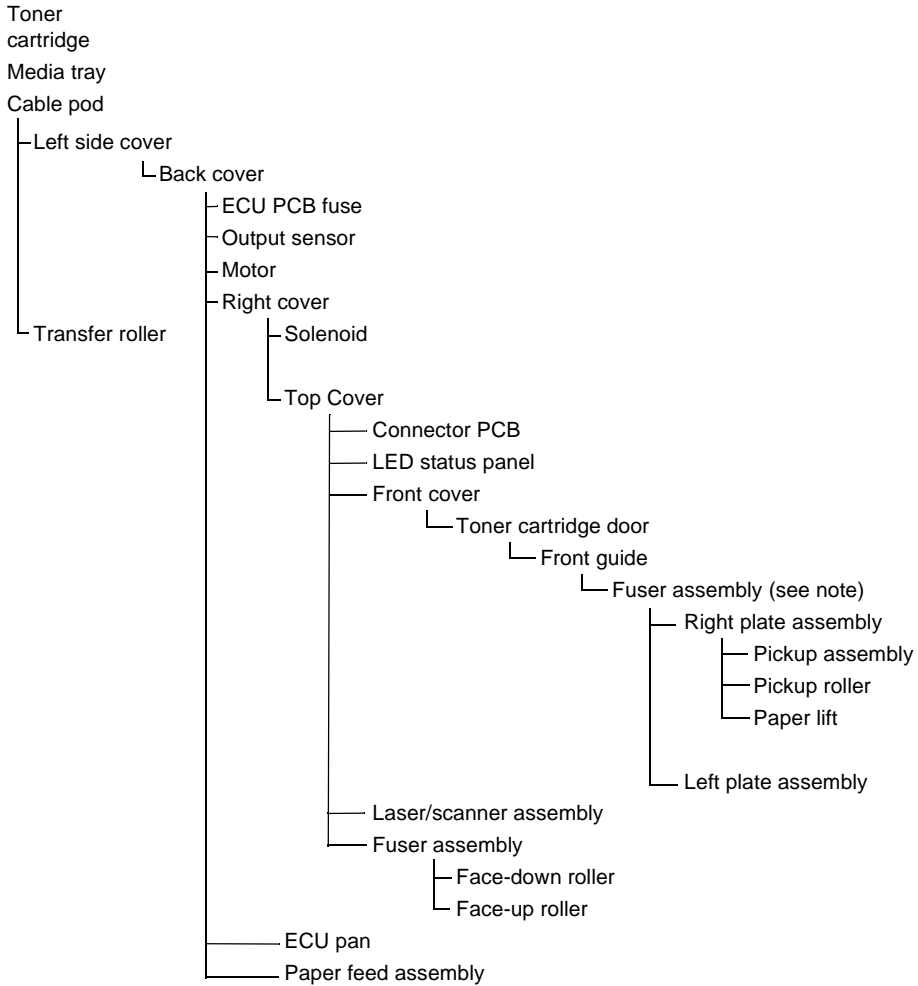 Toner
cartridge
Media tray
Cable pod
Left side cover
Back cover
ECU PCB fuse
Output sensor
Motor
Right cover
Transfer roller
Solenoid
Top Cover
Connector PCB
LED status panel
Front cover
Toner cartridge door
Front guide
Fuser assembly (see note)
Right plate assembly
Pickup assembly
Pickup roller
Paper lift
Left plate assembly
Laser/scanner assembly
Fuser assembly
Face-down roller
Face-up roller
ECU pan
Paper feed assembly